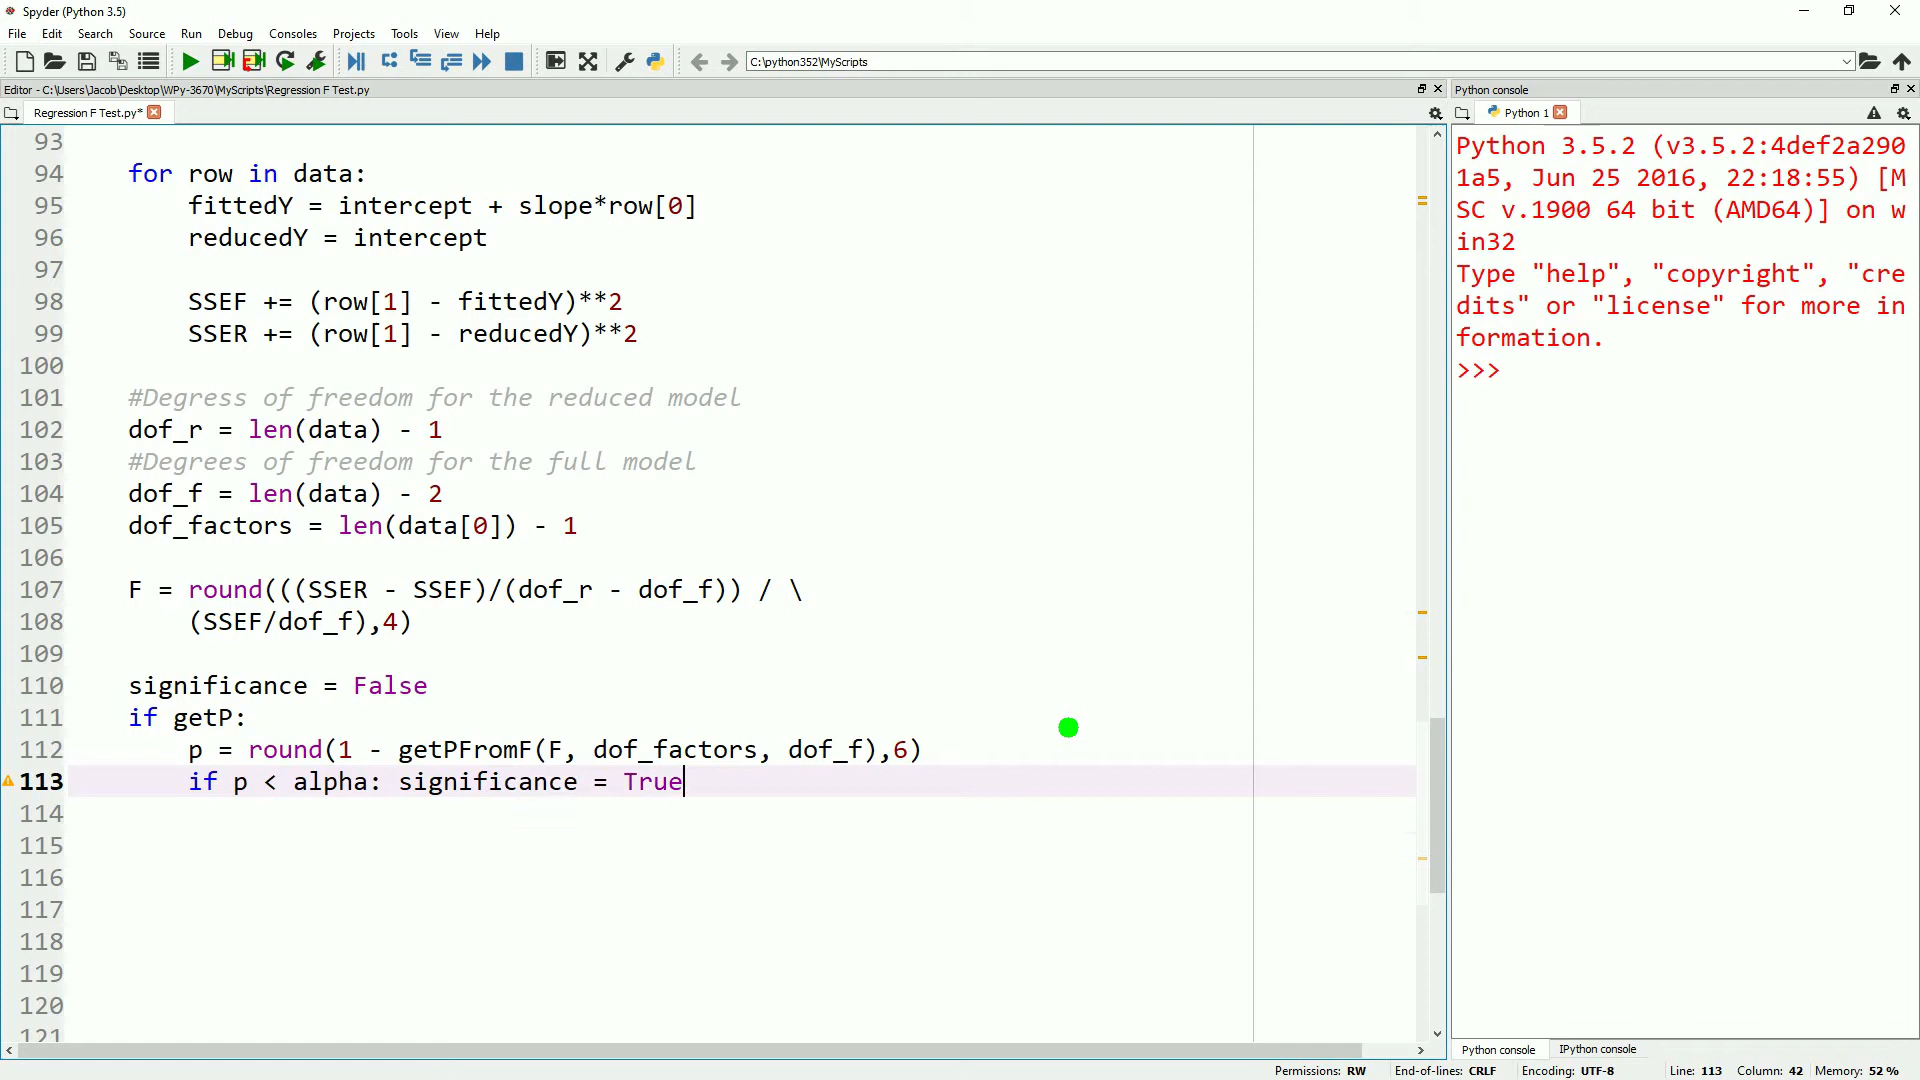 Spyder (Python 3.5)
File Edit Search Source Run Debug Consoles Projects Tools View Help
C:\python352\MyScripts
Editor - C:\Users\Jacob\Desktop\WPy-3670\MyScripts\Regression F Test.py
Python console
Regression F Test.py*
Python 1
93
94 for row in data:
95 fittedY = intercept + slope*row[0]
96 reducedY = intercept
97
98 SSEF += (row[1] - fittedY)**2
99 SSER += (row[1] - reducedY)**2
100
101 #Degress of freedom for the reduced model
102 dof_r = len(data) - 1
103 #Degrees of freedom for the full model
104 dof_f = len(data) - 2
105 dof_factors = len(data[0]) - 1
106
107 F = round(((SSER - SSEF)/(dof_r - dof_f)) / \
108 (SSEF/dof_f),4)
109
110 significance = False
111 if getP:
112 p = round(1 - getPFromF(F, dof_factors, dof_f),6)
113 if p < alpha: significance = True
114
115
116
117
118
119
120
121
Python 3.5.2 (v3.5.2:4def2a290
1a5, Jun 25 2016, 22:18:55) [M
SC v.1900 64 bit (AMD64)] on w
in32
Type "help", "copyright", "cre
dits" or "license" for more in
formation.
>>>
Python console IPython console
Permissions: RW End-of-lines: CRLF Encoding: UTF-8 Line: 113 Column: 42 Memory: 52 %